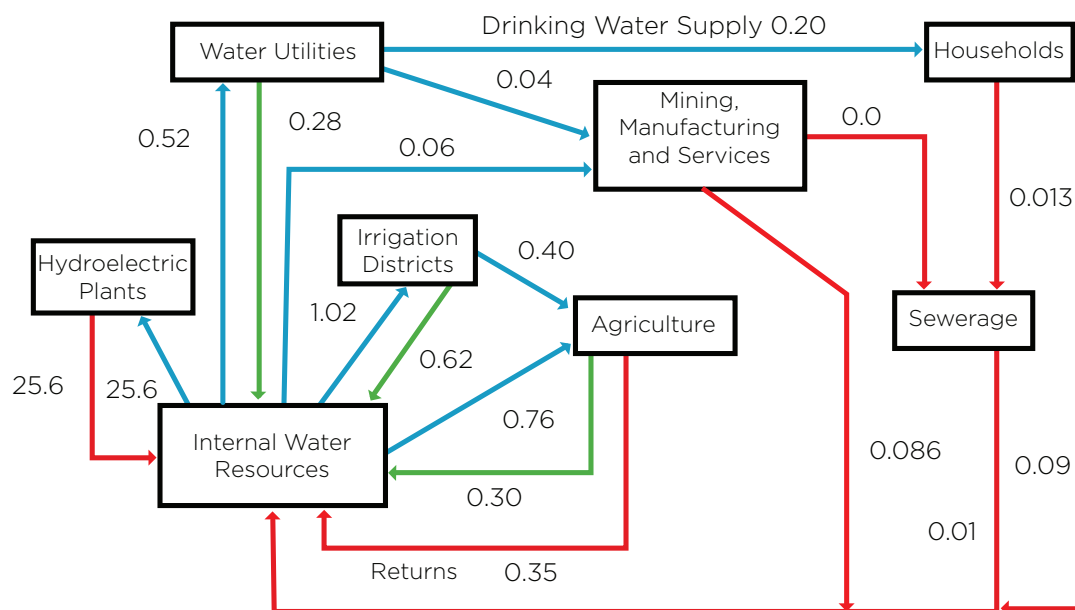 Drinking Water Supply 0.20
Water Utilities
Households
0.04
Mining,
Manufacturing
and Services
0.0
0.52
0.28
0.06
0.013
Irrigation
Districts
0.40
Hydroelectric
Plants
1.02
Agriculture
Sewerage
0.62
25.6
25.6
0.76
Internal Water
Resources
0.086
0.09
0.30
0.01
Returns
0.35